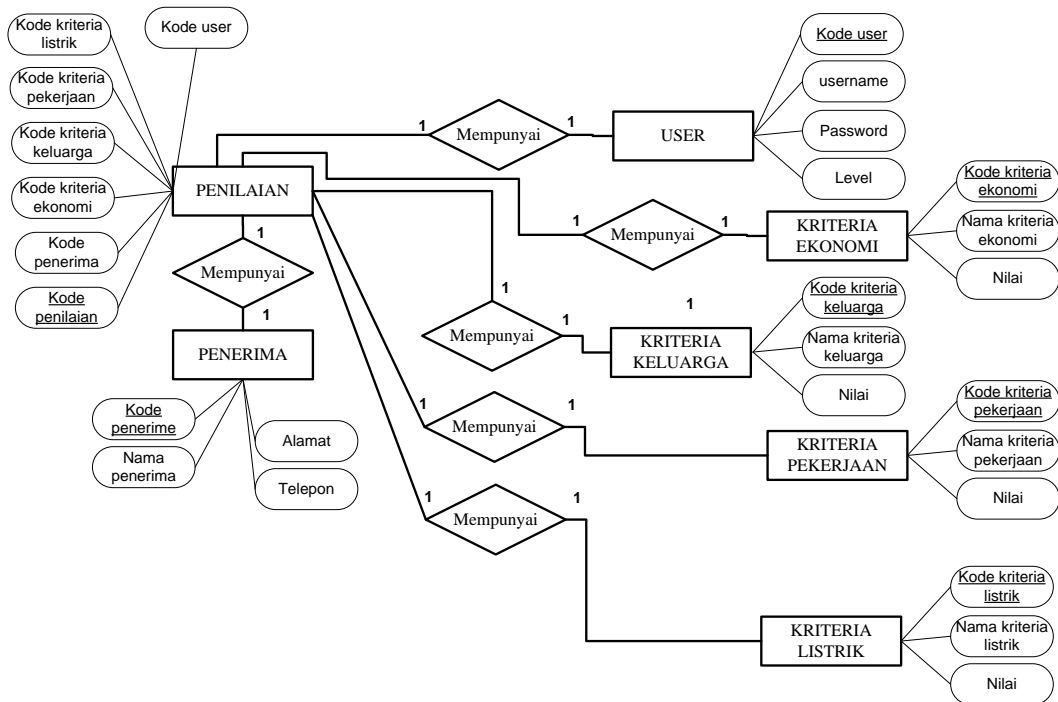 Kode kriteria
listrik
Kode user
Kode kriteria
pekerjaan
Kode kriteria
keluarga
Kode kriteria
ekonomi
Kode
penerima
Kode
penilaian
PENILAIAN
1
Mempunyai
1
USER
Kode user
username
Password
Level
1
Mempunyai
1
KRITERIA
EKONOMI
Kode kriteria
ekonomi
Nama kriteria
ekonomi
Nilai
1
Mempunyai
1
PENERIMA
Kode
penerime
Nama
penerima
Alamat
Telepon
1
Mempunyai
1
1
KRITERIA
KELUARGA
Kode kriteria
keluarga
Nama kriteria
keluarga
Nilai
1
Mempunyai
1
KRITERIA
PEKERJAAN
Kode kriteria
pekerjaan
Nama kriteria
pekerjaan
Nilai
1
Mempunyai
1
KRITERIA
LISTRIK
Kode kriteria
listrik
Nama kriteria
listrik
Nilai